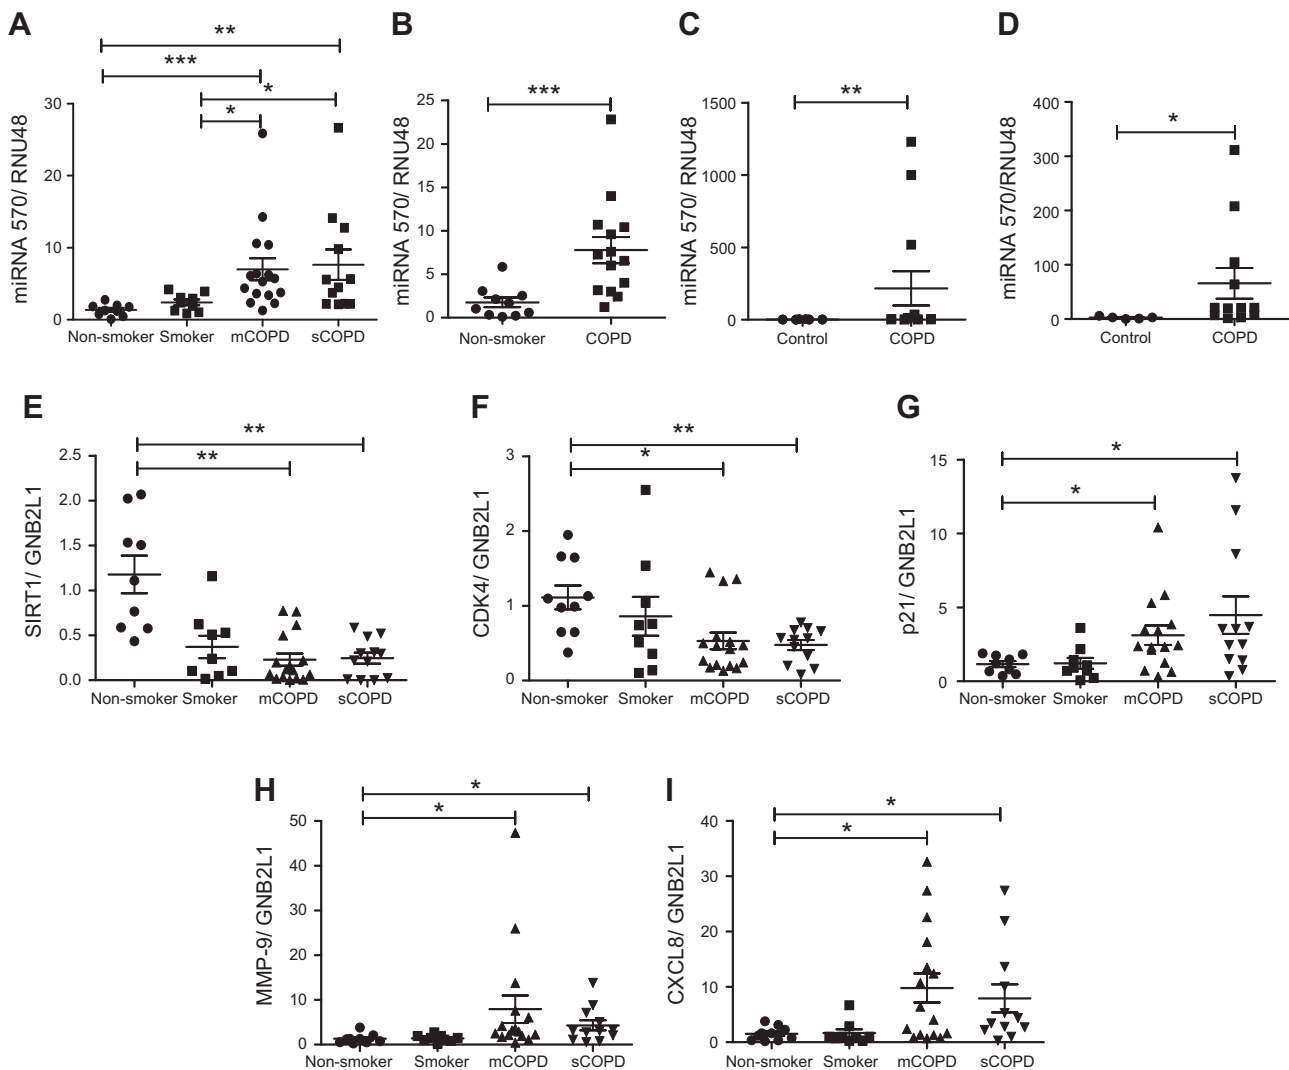 A
B
C
D
**
***
*
*
miRNA 570/ RNU48
30
20
10
0
Non-smoker Smoker mCOPD sCOPD
***
miRNA 570/ RNU48
25
20
15
10
5
0
Non-smoker COPD
**
miRNA 570/ RNU48
1500
1000
500
0
Control COPD
*
miRNA 570/RNU48
400
300
200
100
0
Control COPD
E
F
G
**
**
SIRT1/ GNB2L1
2.5
2.0
1.5
1.0
0.5
0.0
Non-smoker Smoker mCOPD sCOPD
**
*
CDK4/ GNB2L1
3
2
1
0
Non-smoker Smoker mCOPD sCOPD
*
*
p21/ GNB2L1
15
10
5
0
Non-smoker Smoker mCOPD sCOPD
H
I
*
*
MMP-9/ GNB2L1
50
40
30
20
10
0
Non-smoker Smoker mCOPD sCOPD
*
*
CXCL8/ GNB2L1
40
30
20
10
0
Non-smoker Smoker mCOPD sCOPD